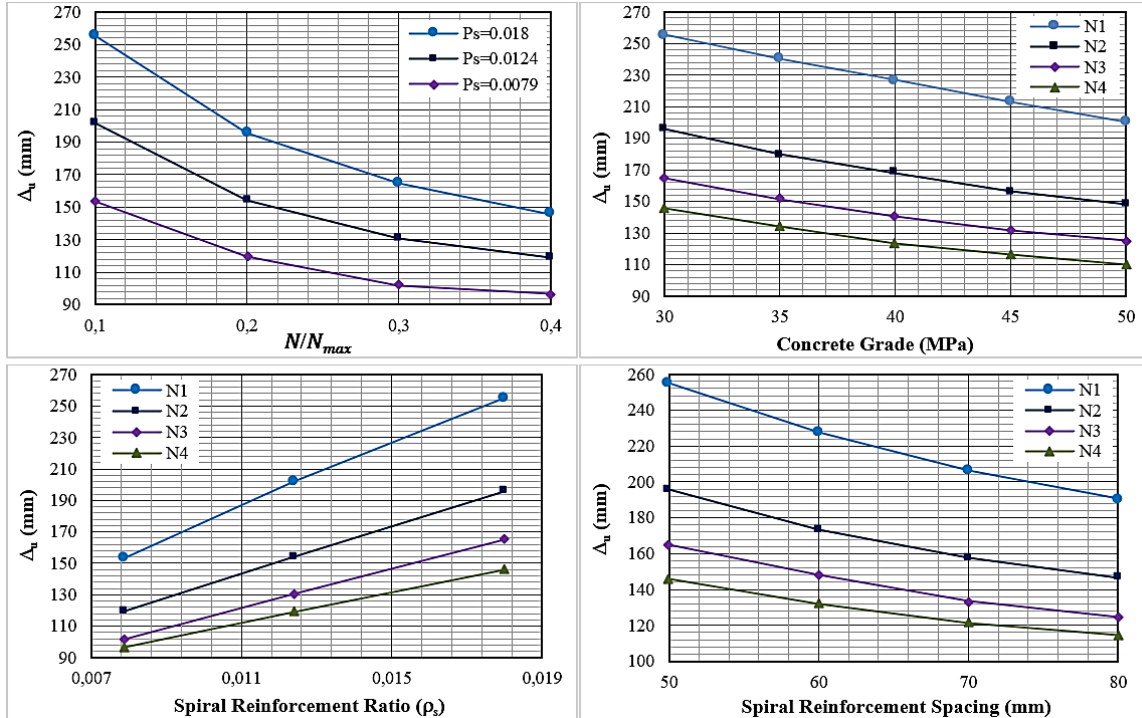 270
250
230
210
190
170
150
130
110
90
Δu (mm)
0,1
0,2
0,3
0,4
N/Nmax
Ps=0.018
Ps=0.0124
Ps=0.0079
270
250
230
210
190
170
150
130
110
90
Δu (mm)
30
35
40
45
50
Concrete Grade (MPa)
N1
N2
N3
N4
270
250
230
210
190
170
150
130
110
90
Δu (mm)
0,007
0,011
0,015
0,019
Spiral Reinforcement Ratio (ρs)
N1
N2
N3
N4
260
240
220
200
180
160
140
120
100
Δu (mm)
50
60
70
80
Spiral Reinforcement Spacing (mm)
N1
N2
N3
N4